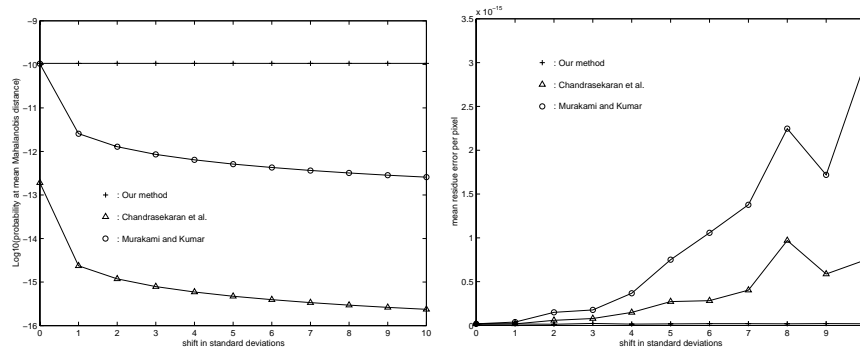 -9
-10
-11
-12
-13
-14
-15
-16
Log10(probability at mean Mahalanobis distance)
+ : Our method
△ : Chandrasekaran et al.
○ : Murakami and Kumar
0 1 2 3 4 5 6 7 8 9 10
shift in standard deviations
x 10^-15
3.5
3
2.5
2
1.5
1
0.5
0
mean residue error per pixel
+ : Our method
△ : Chandrasekaran et al.
○ : Murakami and Kumar
0 1 2 3 4 5 6 7 8 9
shift in standard deviations